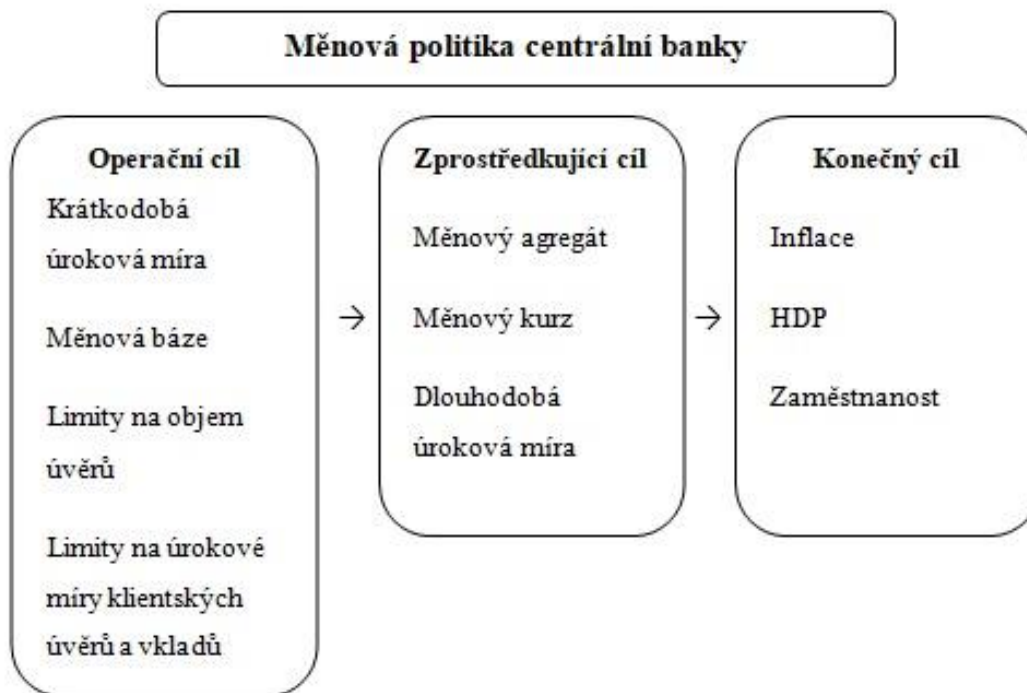 Měnová politika centrální banky
Operační cíl
Krátkodobá
úroková míra
Měnová báze
Limity na objem
úvěrů
Limity na úrokové
míry klientských
úvěrů a vkladů
→
Zprostředkující cíl
Měnový agregát
Měnový kurz
Dlouhodobá
úroková míra
→
Konečný cíl
Inflace
HDP
Zaměstnanost